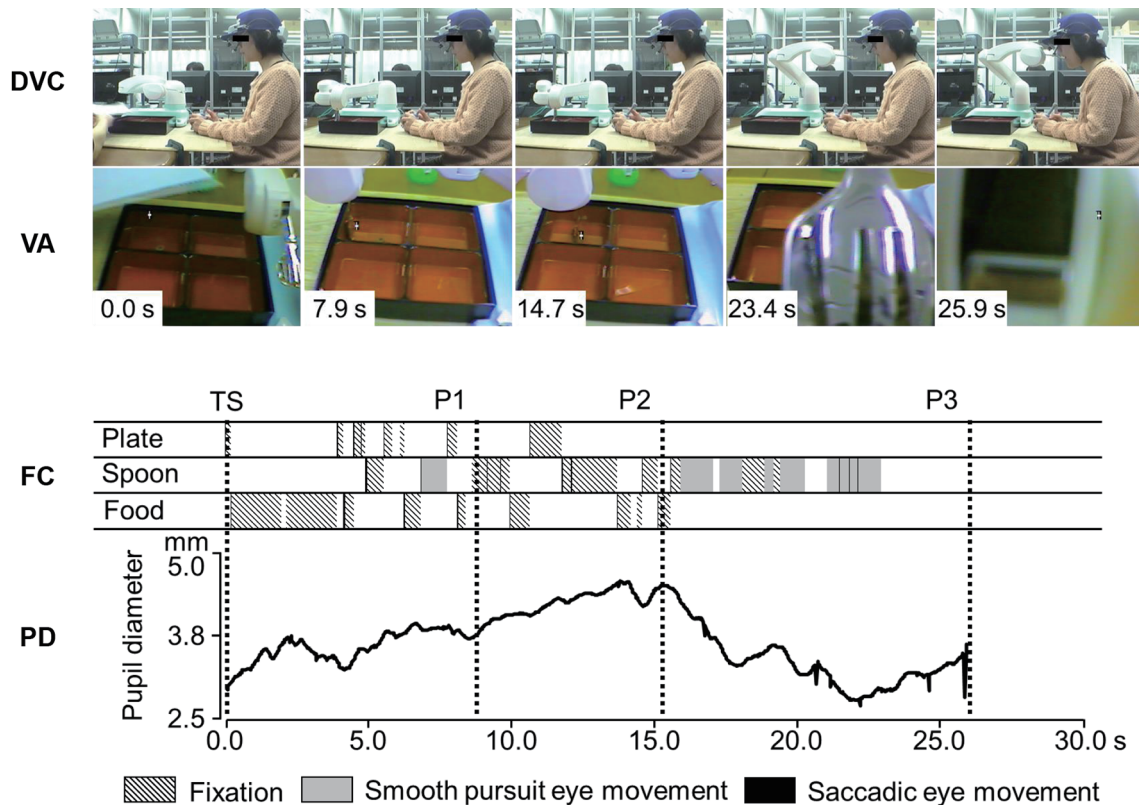 DVC
VA
0.0 s
7.9 s
14.7 s
23.4 s
25.9 s
TS P1 P2 P3
FC
Plate
Spoon
Food
PD
Pupil diameter
mm
5.0
3.8
2.5
0.0 5.0 10.0 15.0 20.0 25.0 30.0 s
Fixation Smooth pursuit eye movement Saccadic eye movement